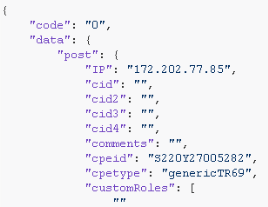 {
"code": "0",
"data": {
"post": {
"IP": "172.202.77.85",
"cid": "",
"cid2": "",
"cid3": "",
"cid4": "",
"comments": "",
"cpeid": "S220Y27005282",
"cpetype": "genericTR69",
"customRoles": [
""